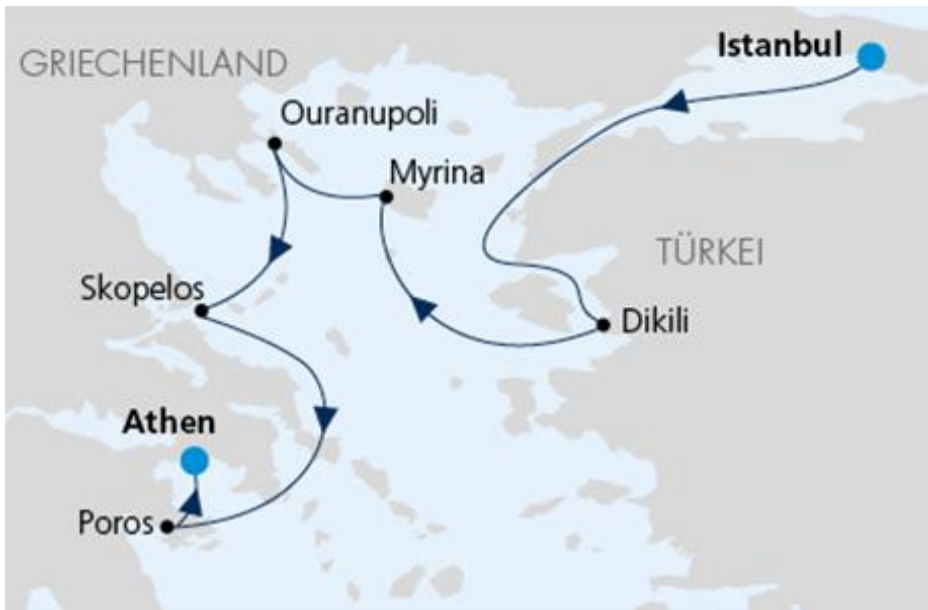 Istanbul
GRIECHENLAND
Ouranupoli
Myrina
TÜRKEI
Skopelos
Dikili
Athen
Poros